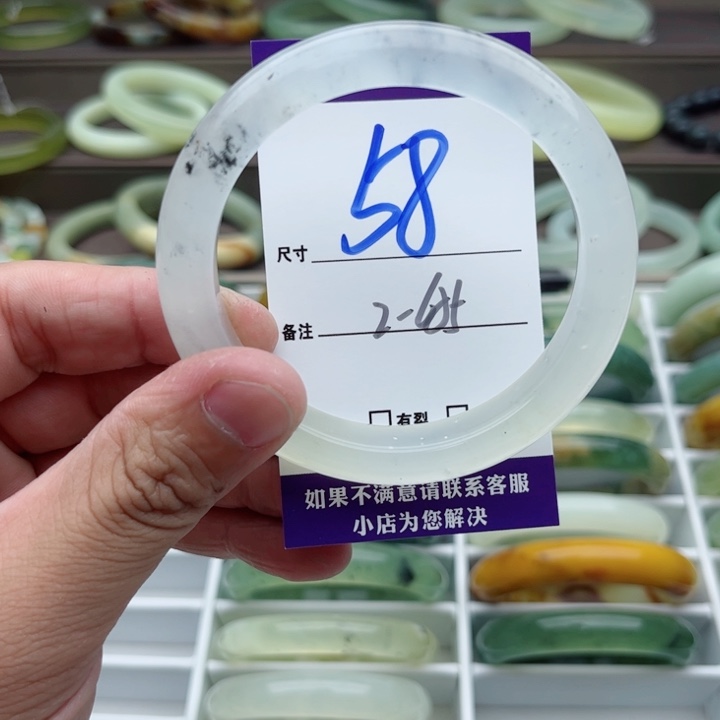 58
尺寸
备注
□ 有裂 □
如果不满意请联系客服
小店为您解决